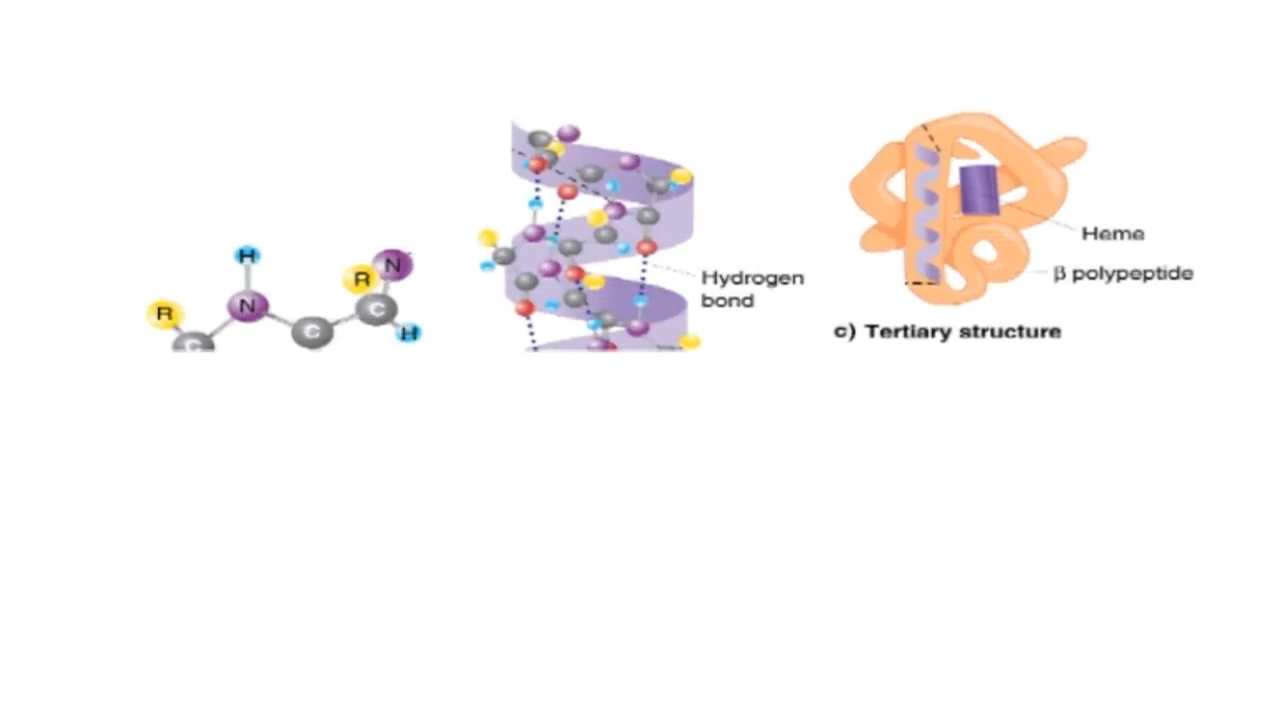 H
N
R
R
N
C
C
H
C
Hydrogen
bond
Heme
β polypeptide
c) Tertiary structure